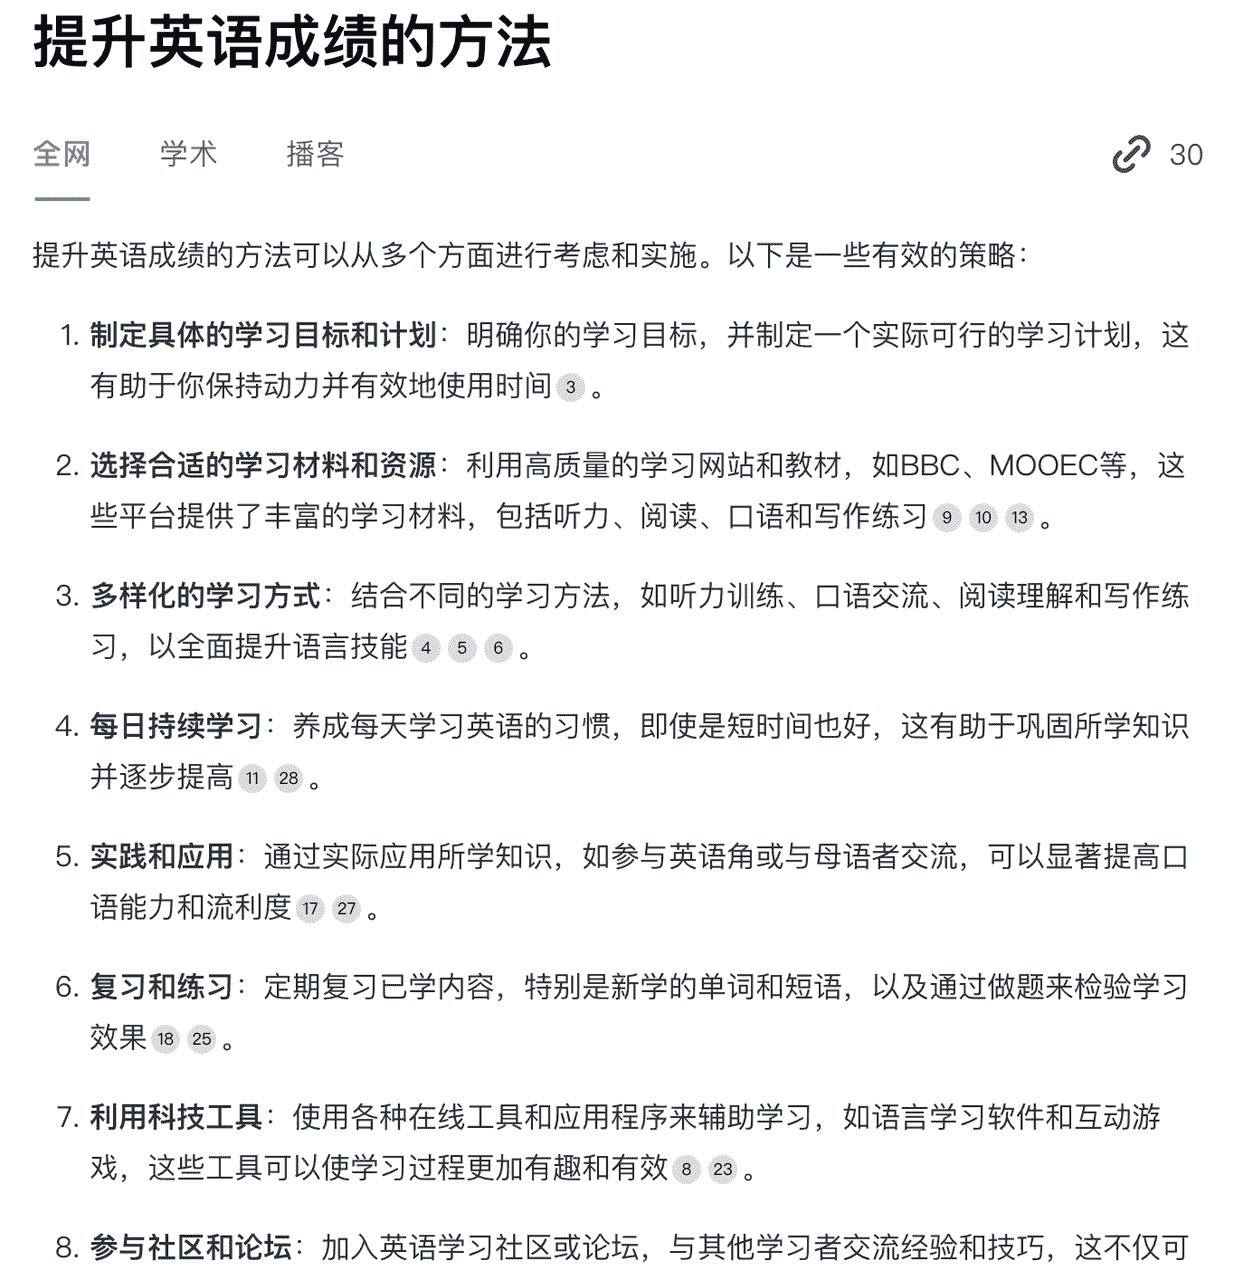 提升英语成绩的方法
全网 学术 播客 30
提升英语成绩的方法可以从多个方面进行考虑和实施。以下是一些有效的策略：
1. 制定具体的学习目标和计划：明确你的学习目标，并制定一个实际可行的学习计划，这
有助于你保持动力并有效地使用时间 3 。
2. 选择合适的学习材料和资源：利用高质量的学习网站和教材，如BBC、MOOEC等，这
些平台提供了丰富的学习材料，包括听力、阅读、口语和写作练习 9 10 13 。
3. 多样化的学习方式：结合不同的学习方法，如听力训练、口语交流、阅读理解和写作练
习，以全面提升语言技能 4 5 6 。
4. 每日持续学习：养成每天学习英语的习惯，即使是短时间也好，这有助于巩固所学知识
并逐步提高 11 28 。
5. 实践和应用：通过实际应用所学知识，如参与英语角或与母语者交流，可以显著提高口
语能力和流利度 17 27 。
6. 复习和练习：定期复习已学内容，特别是新学的单词和短语，以及通过做题来检验学习
效果 18 25 。
7. 利用科技工具：使用各种在线工具和应用程序来辅助学习，如语言学习软件和互动游
戏，这些工具可以使学习过程更加有趣和有效 8 23 。
8. 参与社区和论坛：加入英语学习社区或论坛，与其他学习者交流经验和技巧，这不仅可